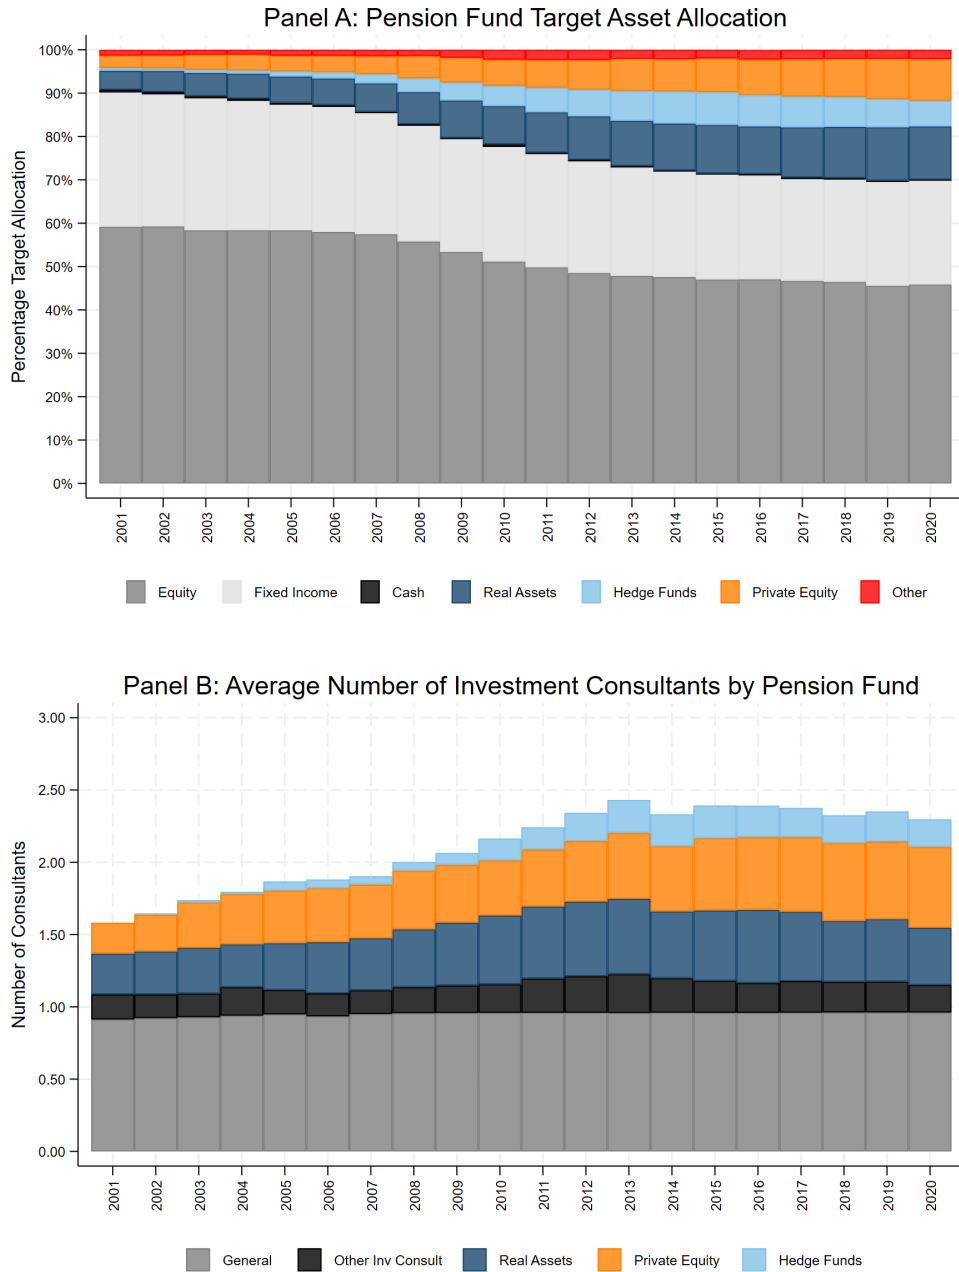 Panel A: Pension Fund Target Asset Allocation
Percentage Target Allocation
100%
90%
80%
70%
60%
50%
40%
30%
20%
10%
0%
2001 2002 2003 2004 2005 2006 2007 2008 2009 2010 2011 2012 2013 2014 2015 2016 2017 2018 2019 2020
Equity Fixed Income Cash Real Assets Hedge Funds Private Equity Other
Panel B: Average Number of Investment Consultants by Pension Fund
Number of Consultants
3.00
2.50
2.00
1.50
1.00
0.50
0.00
2001 2002 2003 2004 2005 2006 2007 2008 2009 2010 2011 2012 2013 2014 2015 2016 2017 2018 2019 2020
General Other Inv Consult Real Assets Private Equity Hedge Funds